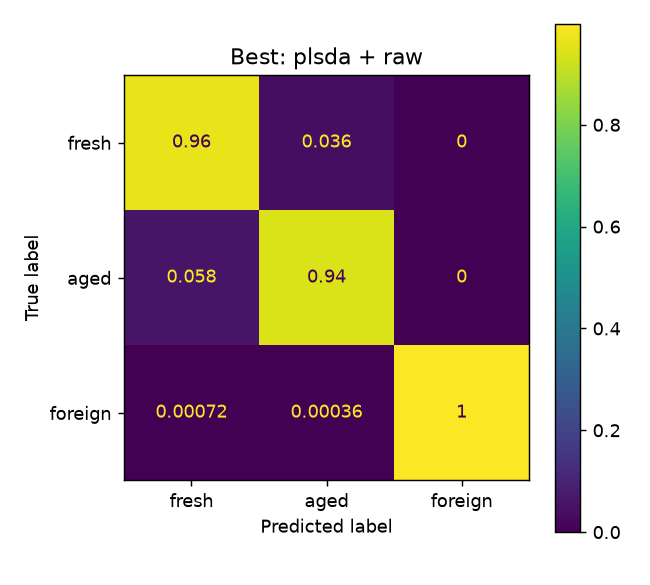 Best: plsda + raw
fresh 0.96 0.036 0
aged 0.058 0.94 0
foreign 0.00072 0.00036 1
fresh aged foreign
Predicted label
True label
0.8
0.6
0.4
0.2
0.0